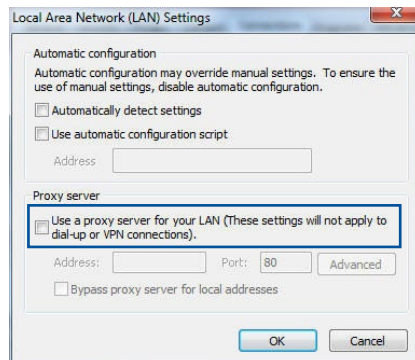 Local Area Network (LAN) Settings
Automatic configuration
Automatic configuration may override manual settings. To ensure the
use of manual settings, disable automatic configuration.
Automatically detect settings
Use automatic configuration script
Address
Proxy server
Use a proxy server for your LAN (These settings will not apply to
dial-up or VPN connections).
Address: Port: 80 Advanced
Bypass proxy server for local addresses
OK Cancel